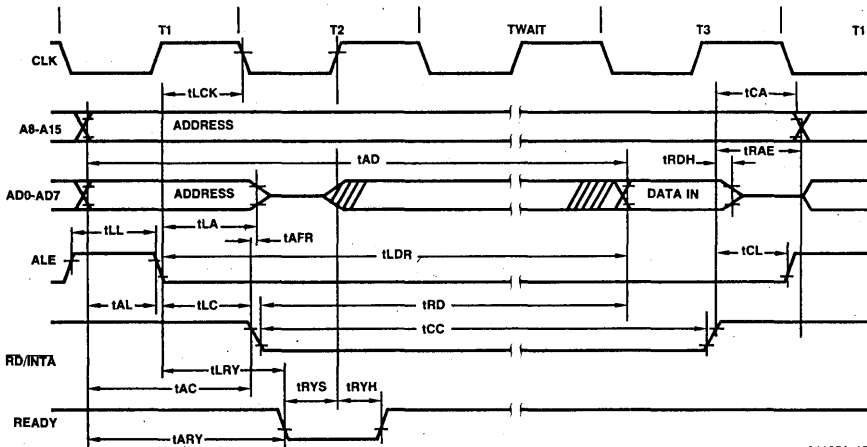 T1 T2 TWAIT T3 T1
CLK
tLCK tCA
A8-A15 ADDRESS
tAD tRDH tRAE
AD0-AD7 ADDRESS DATA IN
tLL tLA tAFR
ALE tLDR tCL
tAL tLC tRD
tCC
RD/INTA
tLRY
tAC tRYS tRYH
READY
tARY